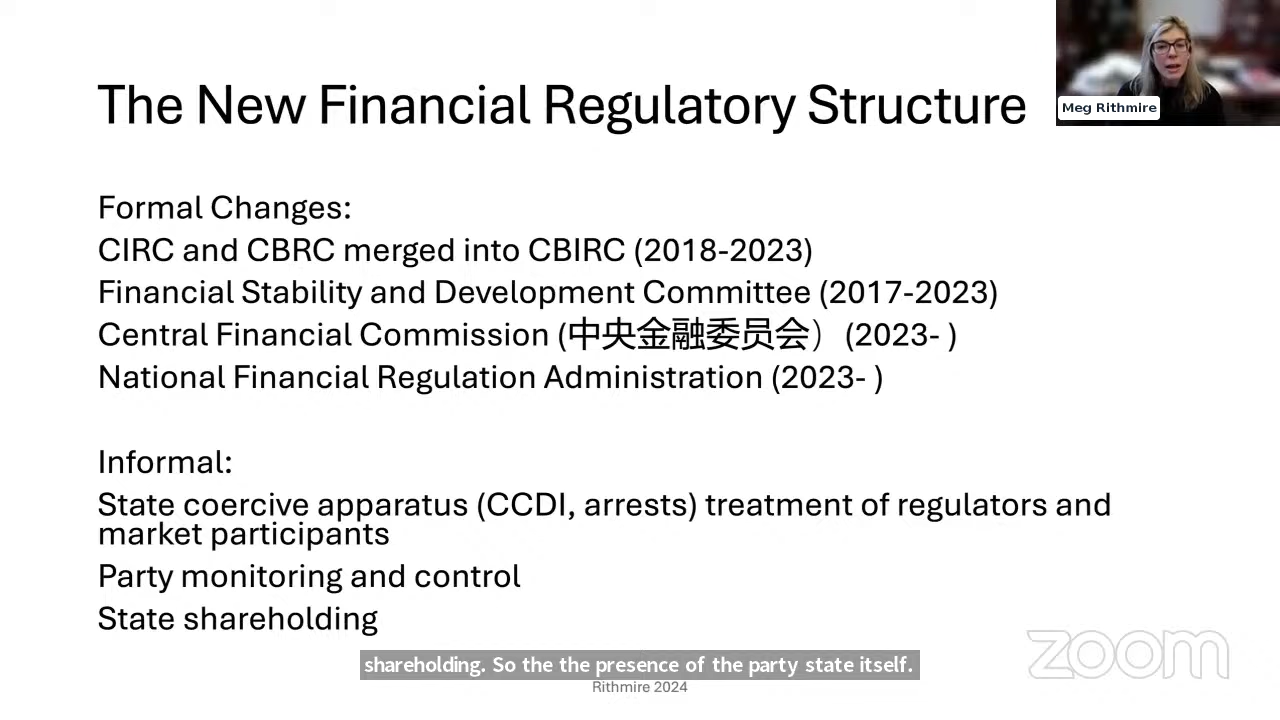 The New Financial Regulatory Structure
Meg Rithmire
Formal Changes:
CIRC and CBRC merged into CBIRC (2018-2023)
Financial Stability and Development Committee (2017-2023)
Central Financial Commission (中央金融委员会） (2023- )
National Financial Regulation Administration (2023- )
Informal:
State coercive apparatus (CCDI, arrests) treatment of regulators and
market participants
Party monitoring and control
State shareholding
shareholding. So the the presence of the party state itself.
Rithmire 2024
zoom